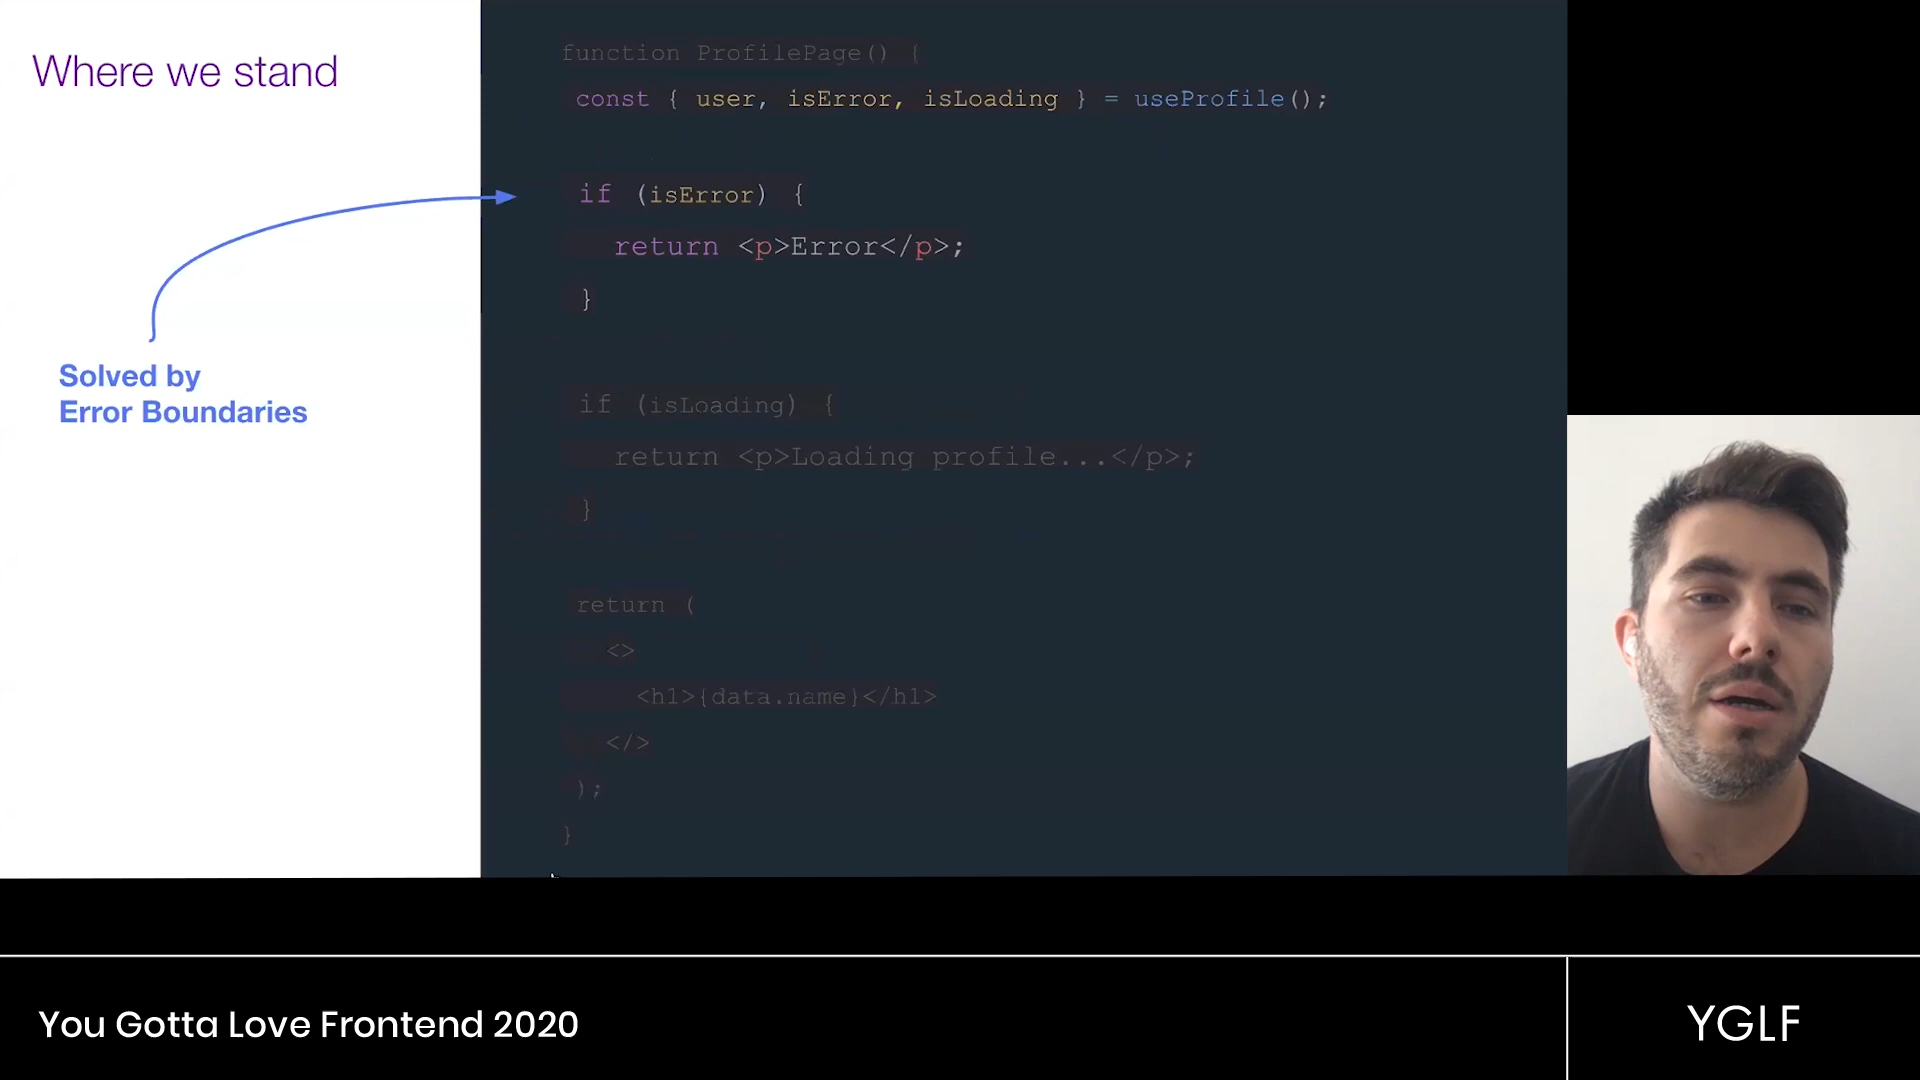 Where we stand
Solved by
Error Boundaries
function ProfilePage() {
const { user, isError, isLoading } = useProfile();
if (isError) {
return <p>Error</p>;
}
if (isLoading) {
return <p>Loading profile...</p>;
}
return (
<>
<h1>{data.name}</h1>
</>
);
}
You Gotta Love Frontend 2020
YGLF